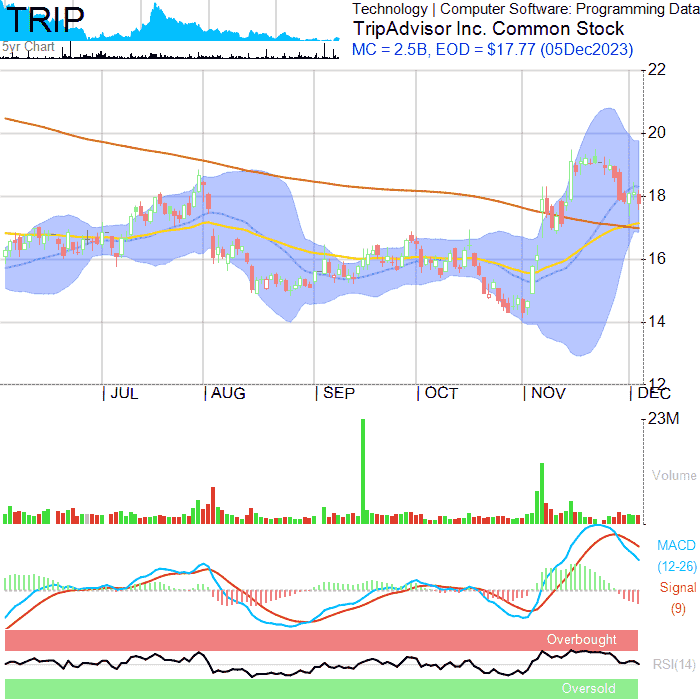 TRIP
Technology | Computer Software: Programming Data
TripAdvisor Inc. Common Stock
5yr Chart
MC = 2.5B, EOD = $17.77 (05Dec2023)
22
20
18
16
14
12
JUL AUG SEP OCT NOV DEC
23M
Volume
MACD
(12-26)
Signal
(9)
Overbought
RSI(14)
Oversold